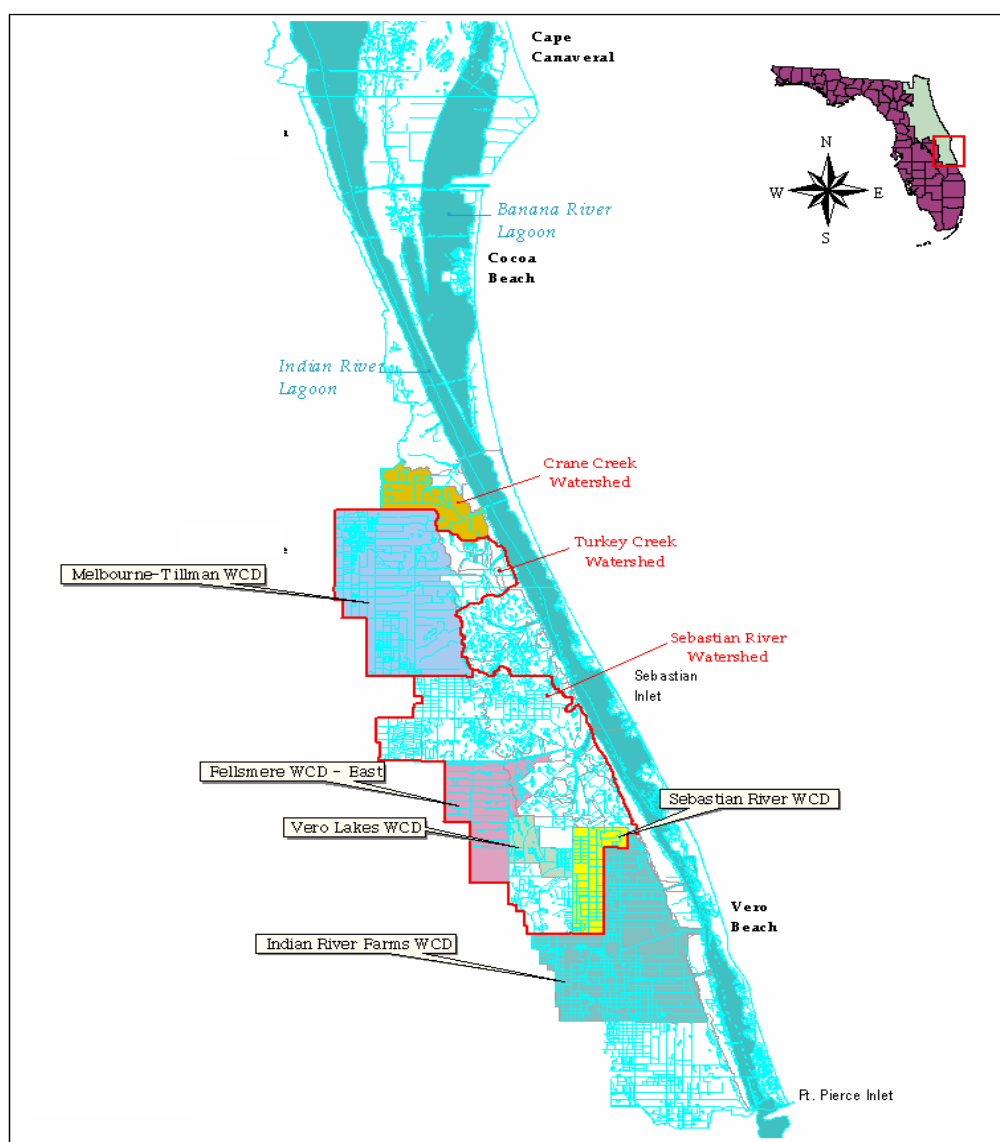 Cape
Canaveral
N
W
E
S
Banana River
Lagoon
Cocoa
Beach
Indian River
Lagoon
Crane Creek
Watershed
Turkey Creek
Watershed
Melbourne-Tillman WCD
Sebastian River
Watershed
Sebastian
Inlet
Fellsmere WCD - East
Sebastian River WCD
Vero Lakes WCD
Vero
Beach
Indian River Farms WCD
Ft. Pierce Inlet